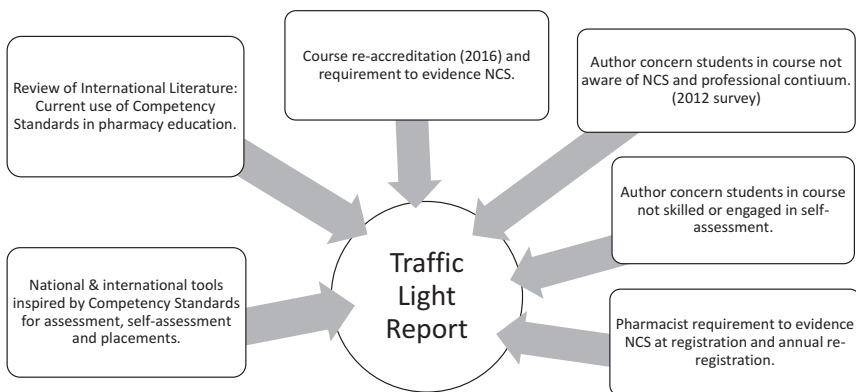 Review of International Literature:
Current use of Competency
Standards in pharmacy education.
Course re-accreditation (2016) and
requirement to evidence NCS.
Author concern students in course not
aware of NCS and professional contiuum.
(2012 survey)
Author concern students in course
not skilled or engaged in self-
assessment.
National & international tools
inspired by Competency Standards
for assessment, self-assessment
and placements.
Traffic
Light
Report
Pharmacist requirement to evidence
NCS at registration and annual re-
registration.